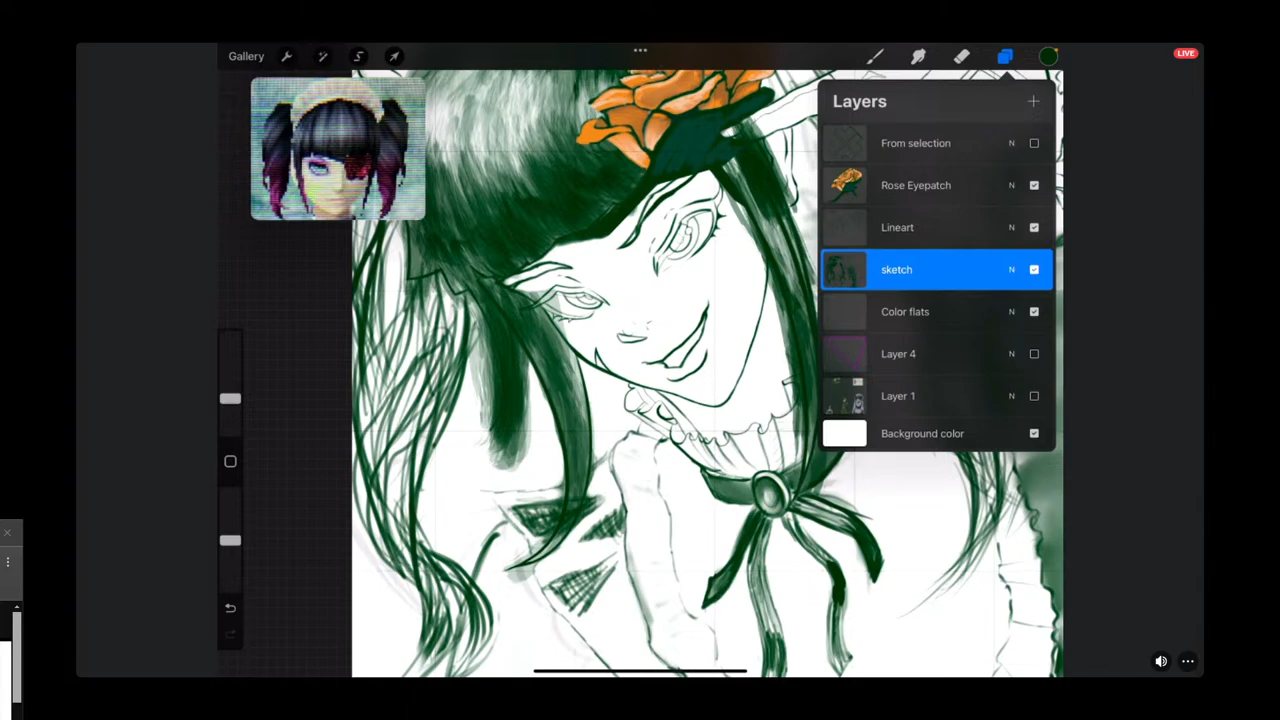 Gallery
LIVE
Layers
From selection N
Rose Eyepatch N
Lineart N
sketch N
Color flats N
Layer 4 N
Layer 1 N
Background color